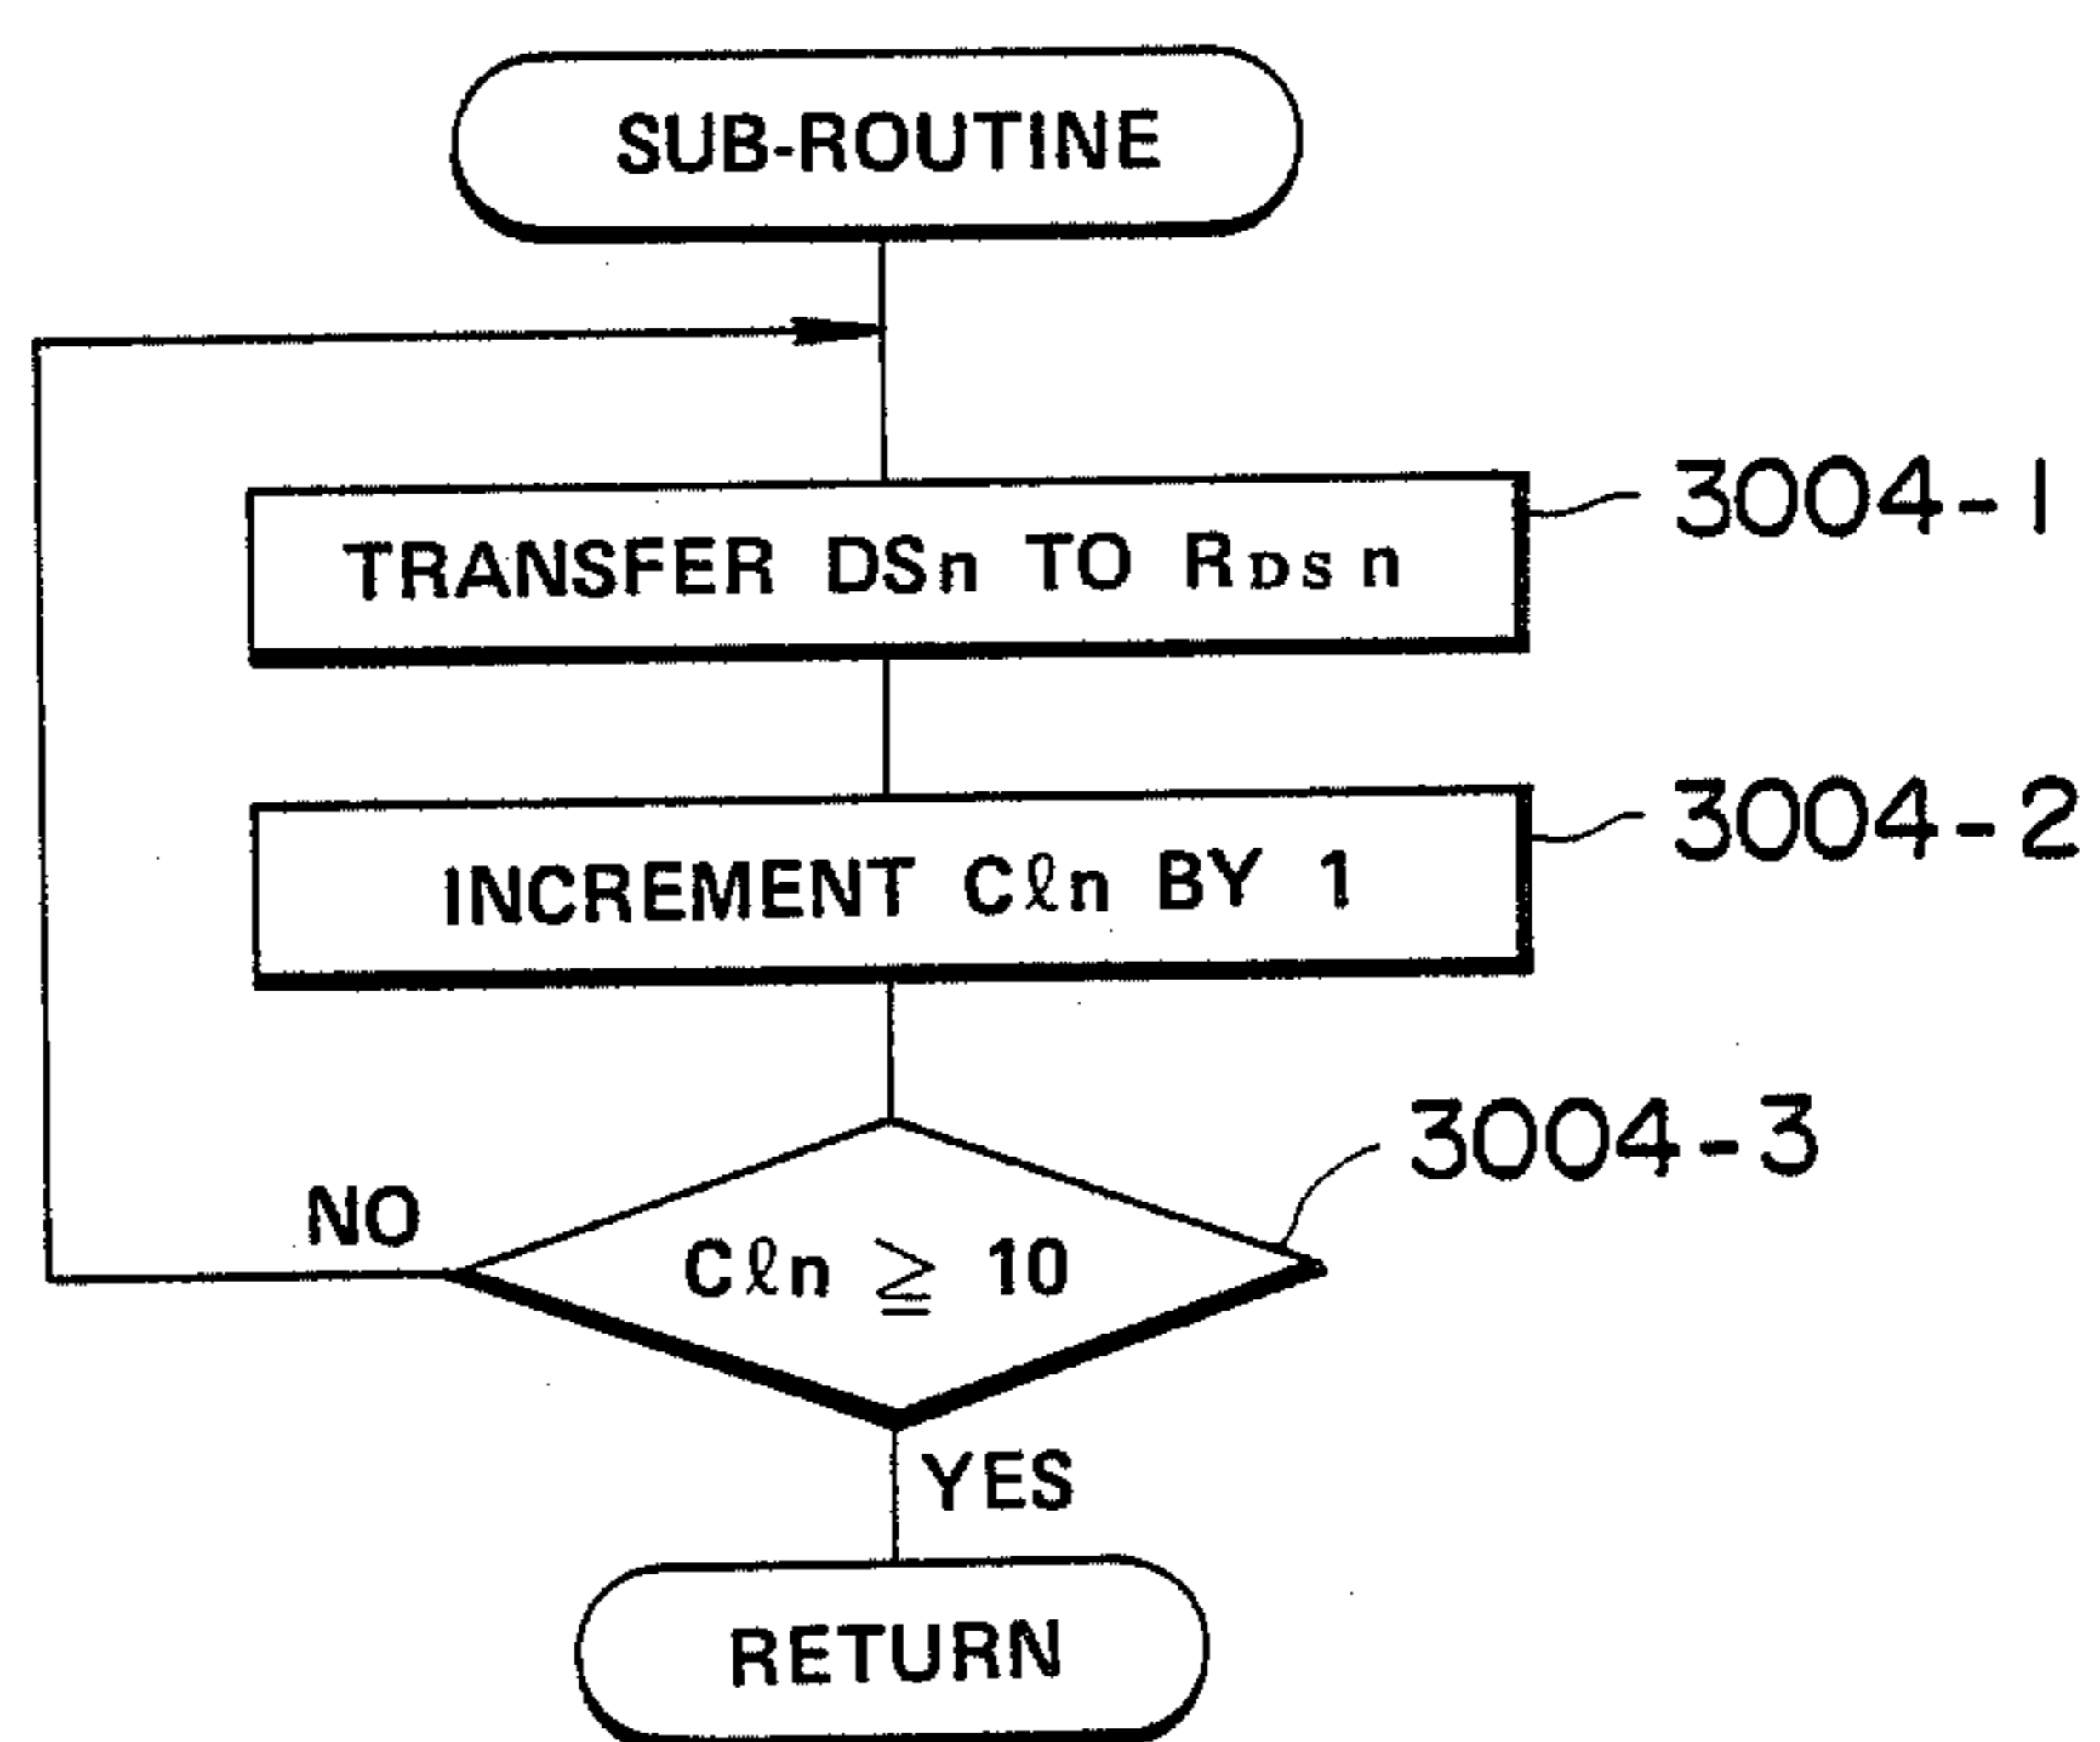 SUB-ROUTINE
TRANSFER DSn TO RDSn
3004-1
INCREMENT Cℓn BY 1
3004-2
3004-3
NO
Cℓn ≧ 10
YES
RETURN